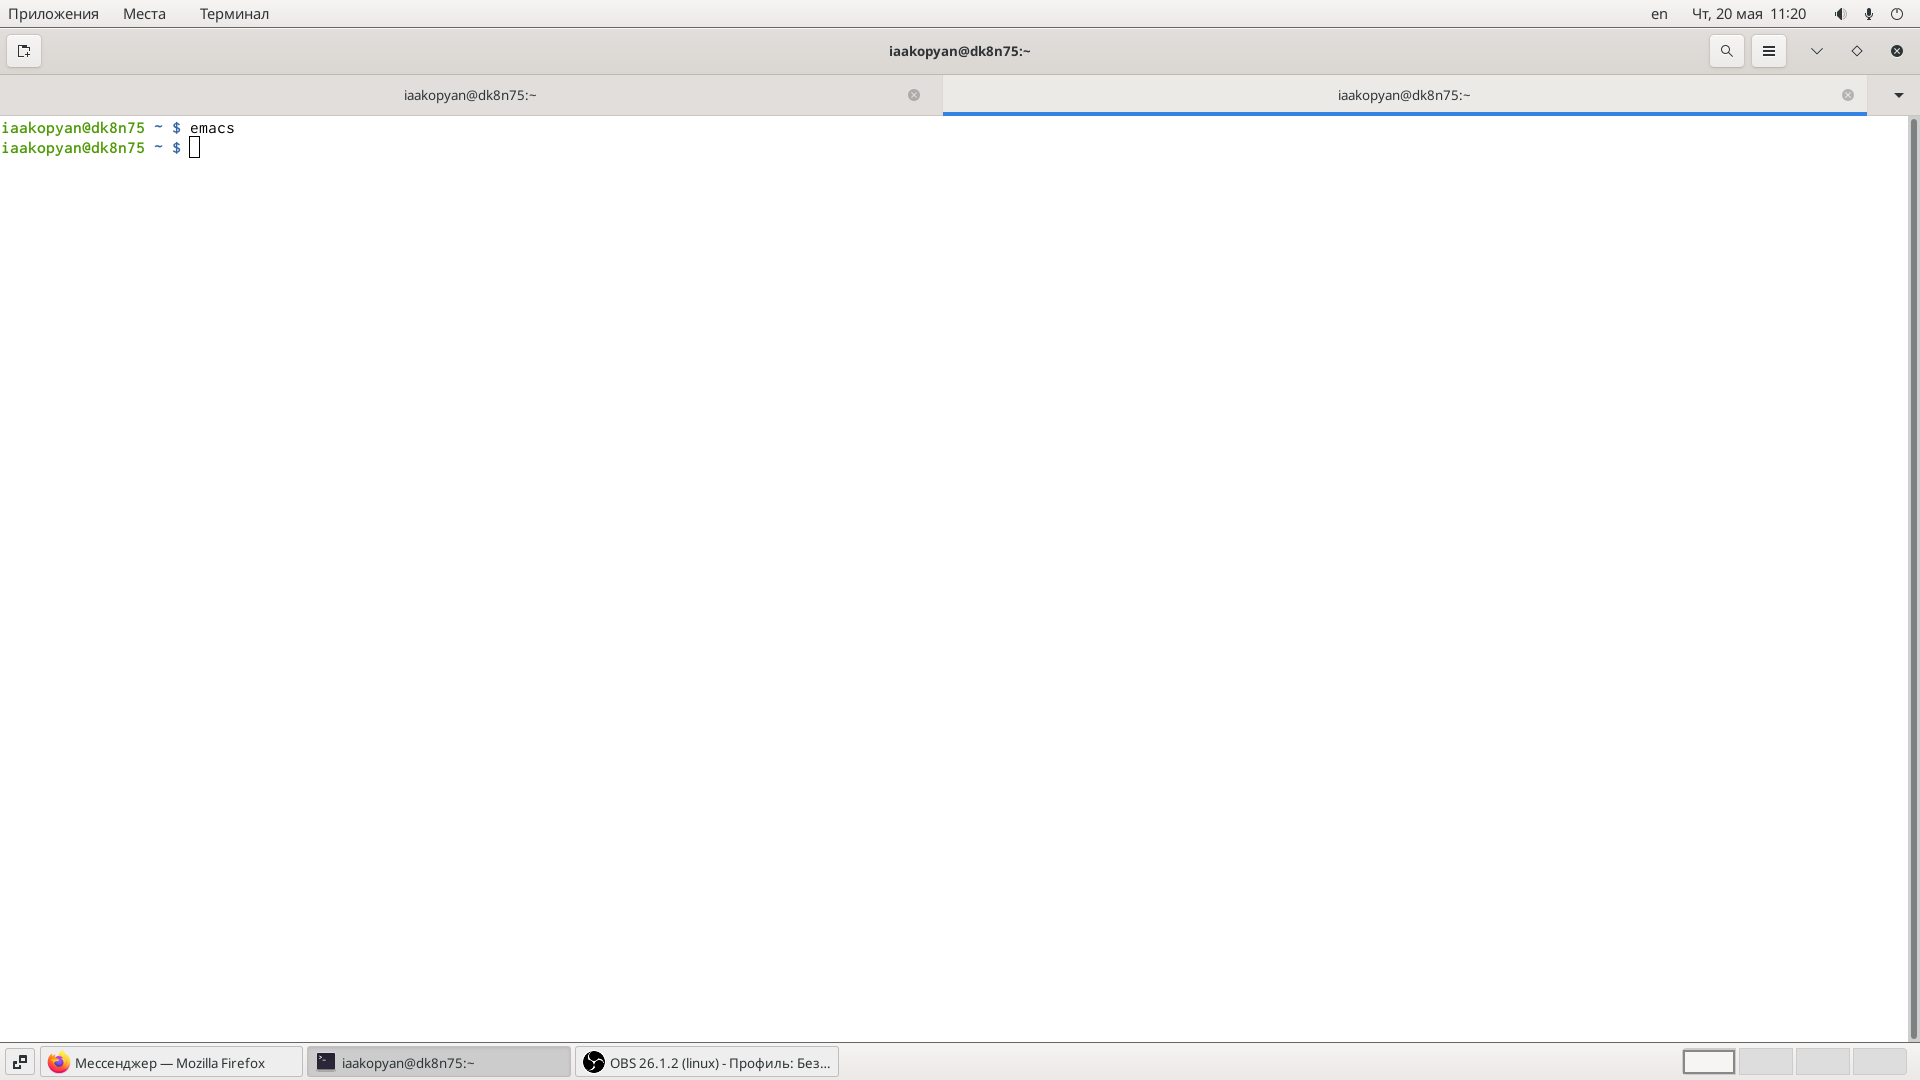 Приложения Места Терминал en Чт, 20 мая 11:20
iaakopyan@dk8n75:~
iaakopyan@dk8n75:~ iaakopyan@dk8n75:~
iaakopyan@dk8n75 ~ $ emacs
iaakopyan@dk8n75 ~ $
Мессенджер — Mozilla Firefox iaakopyan@dk8n75:~ OBS 26.1.2 (linux) - Профиль: Без...